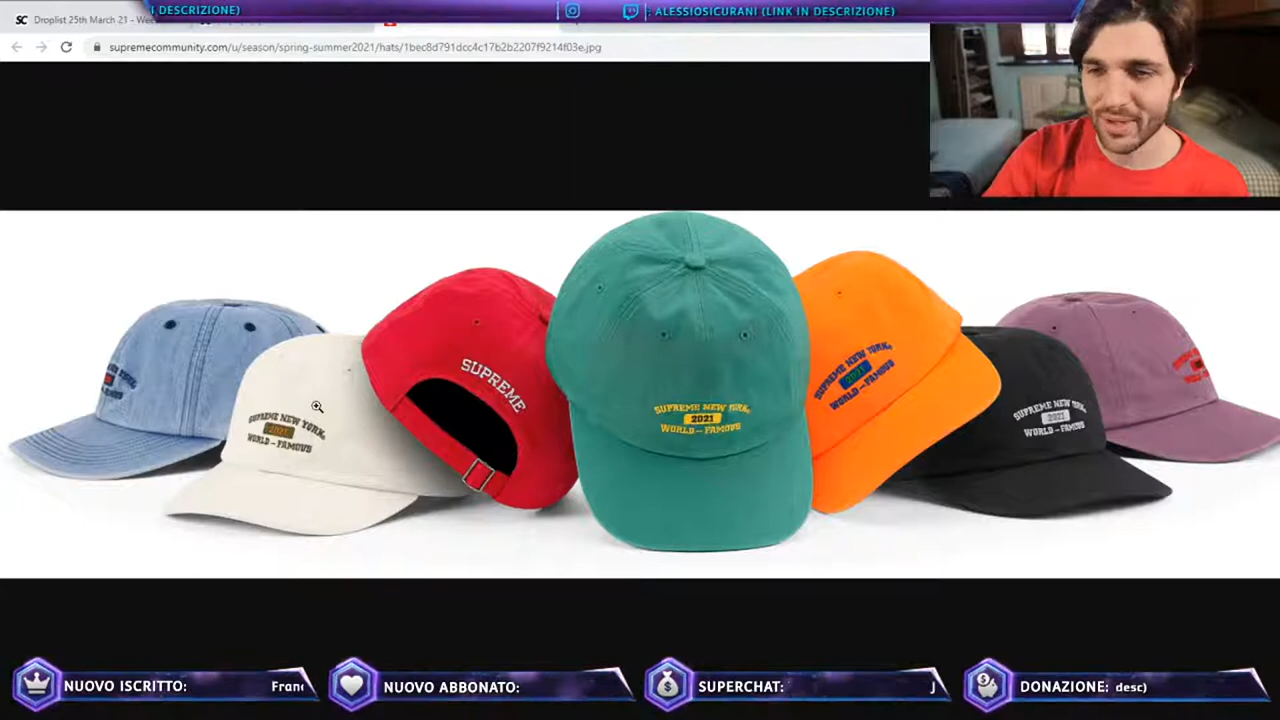 DESCRIZIONE)
: ALESSIOSICURANI (LINK IN DESCRIZIONE)
Droplist 25th March 21 - 
supremecommunity.com/u/season/spring-summer2021/hats/1bec8d791dcc4c17b2b2207f9214f03e.jpg
SUPREME NEW YORK®
2021
WORLD-FAMOUS
SUPREME
SUPREME NEW YORK®
2021
WORLD-FAMOUS
SUPREME NEW YORK®
2021
WORLD-FAMOUS
SUPREME NEW YORK®
2021
WORLD-FAMOUS
NUOVO ISCRITTO: Fran
NUOVO ABBONATO:
SUPERCHAT: J
DONAZIONE: desc)